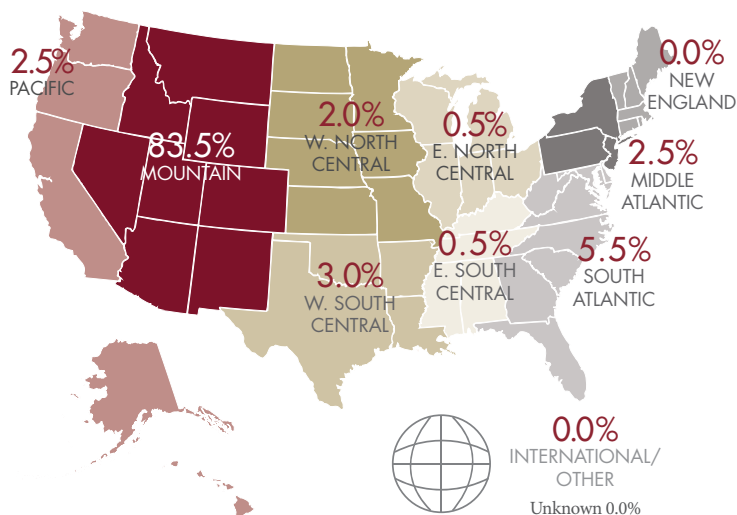 2.5%
PACIFIC
83.5%
MOUNTAIN
2.0%
W. NORTH
CENTRAL
0.5%
E. NORTH
CENTRAL
0.0%
NEW
ENGLAND
2.5%
MIDDLE
ATLANTIC
3.0%
W. SOUTH
CENTRAL
0.5%
E. SOUTH
CENTRAL
5.5%
SOUTH
ATLANTIC
0.0%
INTERNATIONAL/
OTHER
Unknown 0.0%